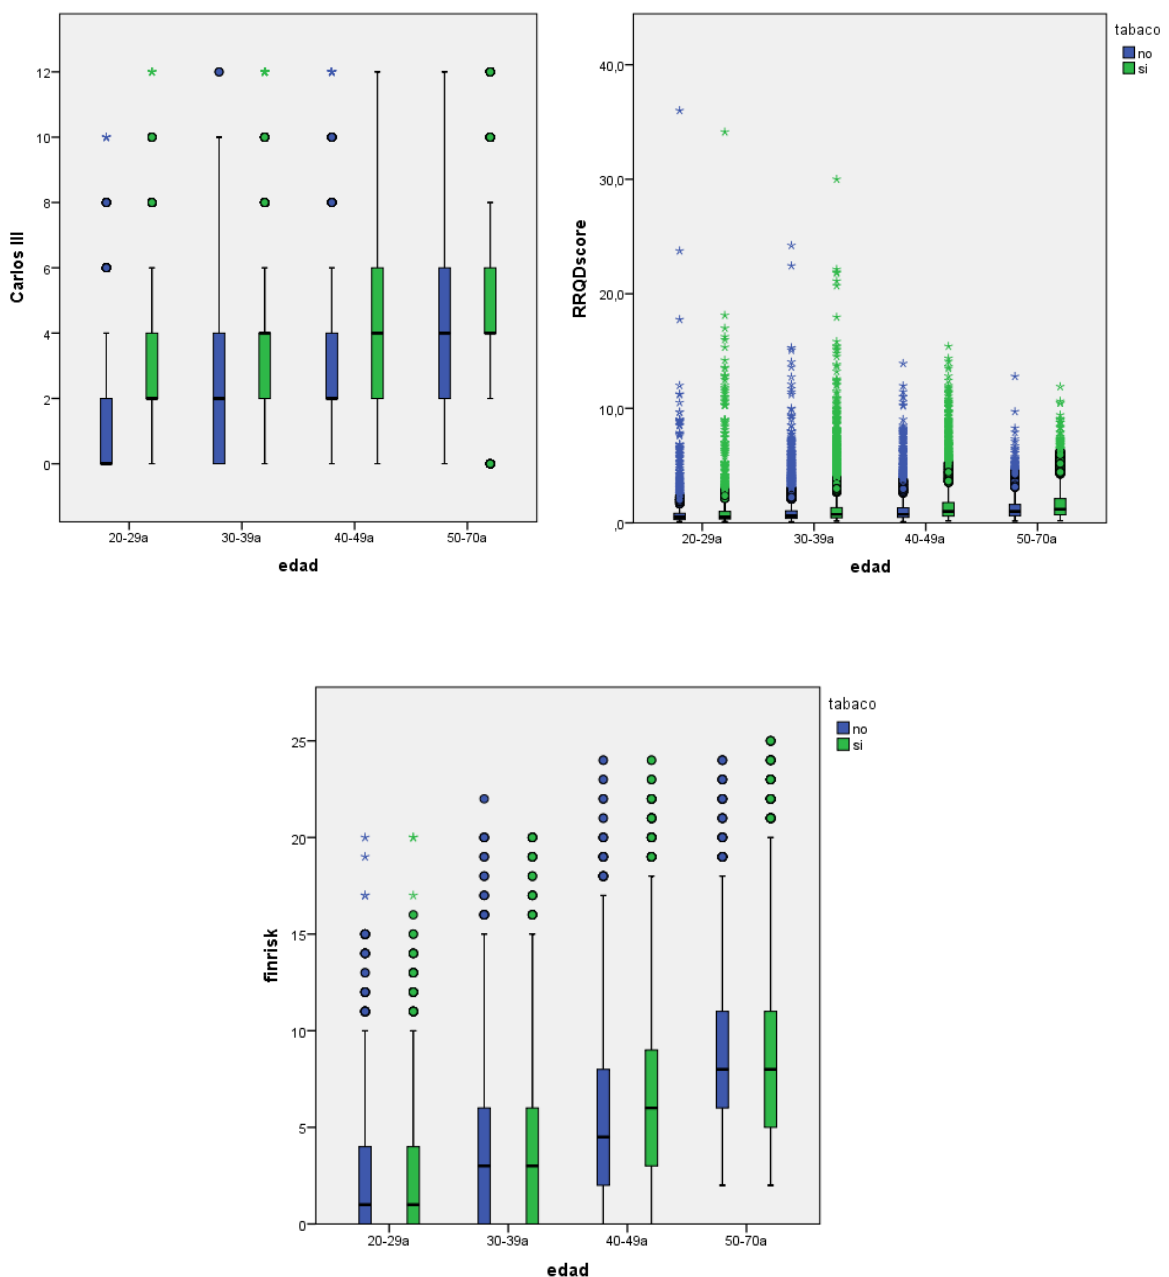 Carlos III
12
10
8
6
4
2
0
20-29a 30-39a 40-49a 50-70a
edad
RRQDscore
40,0
30,0
20,0
10,0
,0
20-29a 30-39a 40-49a 50-70a
edad
tabaco
no
si
finrisk
25
20
15
10
5
0
20-29a 30-39a 40-49a 50-70a
edad
tabaco
no
si